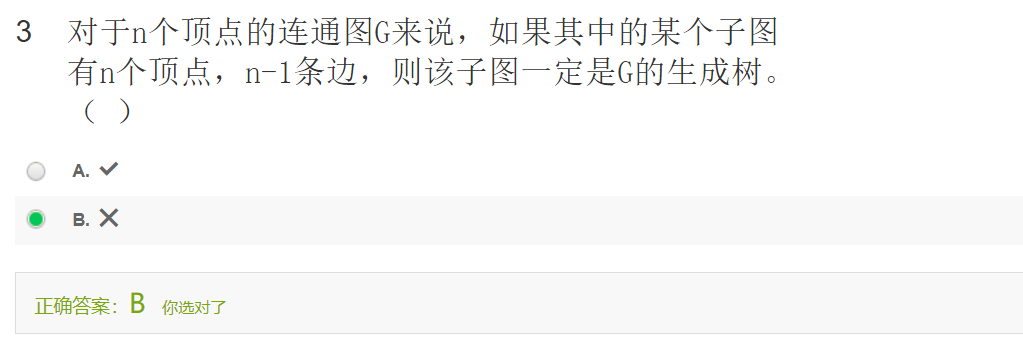 3 对于n个顶点的连通图G来说，如果其中的某个子图
有n个顶点，n-1条边，则该子图一定是G的生成树。
（ ）
A. ✓
B. ✕
正确答案：B 你选对了